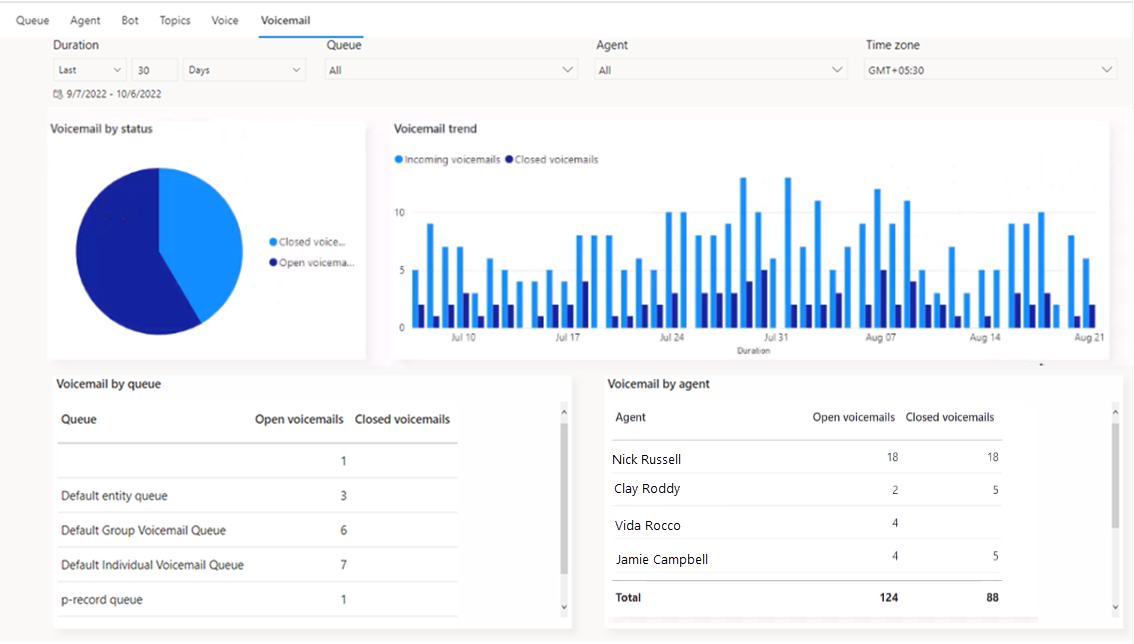 Queue Agent Bot Topics Voice Voicemail
Duration Queue Agent Time zone
Last 30 Days All All GMT+05:30
9/7/2022 - 10/6/2022
Voicemail by status
Closed voice...
Open voicema...
Voicemail trend
Incoming voicemails Closed voicemails
10
5
0
Jul 10 Jul 17 Jul 24 Jul 31 Aug 07 Aug 14 Aug 21
Duration
Voicemail by queue
Queue Open voicemails Closed voicemails
1
Default entity queue 3
Default Group Voicemail Queue 6
Default Individual Voicemail Queue 7
p-record queue 1
Voicemail by agent
Agent Open voicemails Closed voicemails
Nick Russell 18 18
Clay Roddy 2 5
Vida Rocco 4
Jamie Campbell 4 5
Total 124 88